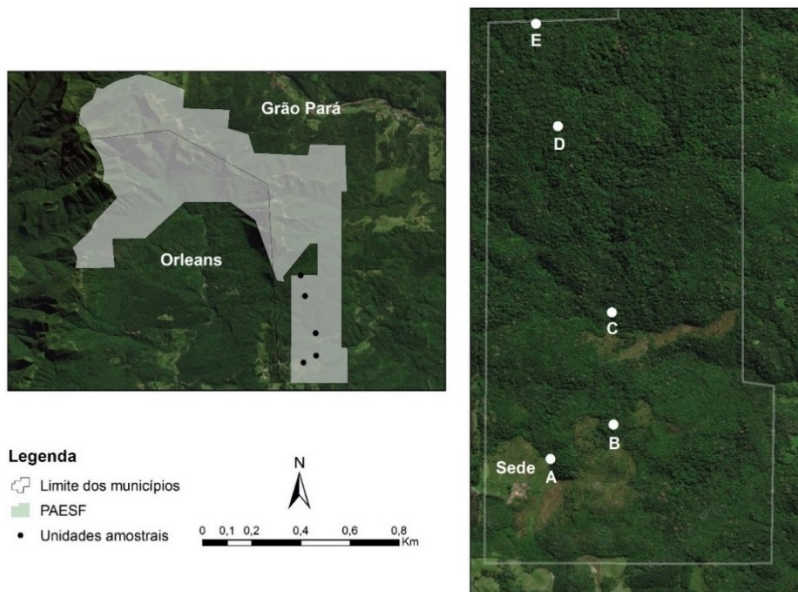 Grão Pará
Orleans
Legenda
Limite dos municípios
PAESF
Unidades amostrais
N
0 0,1 0,2 0,4 0,6 0,8
Km
E
D
C
B
Sede
A